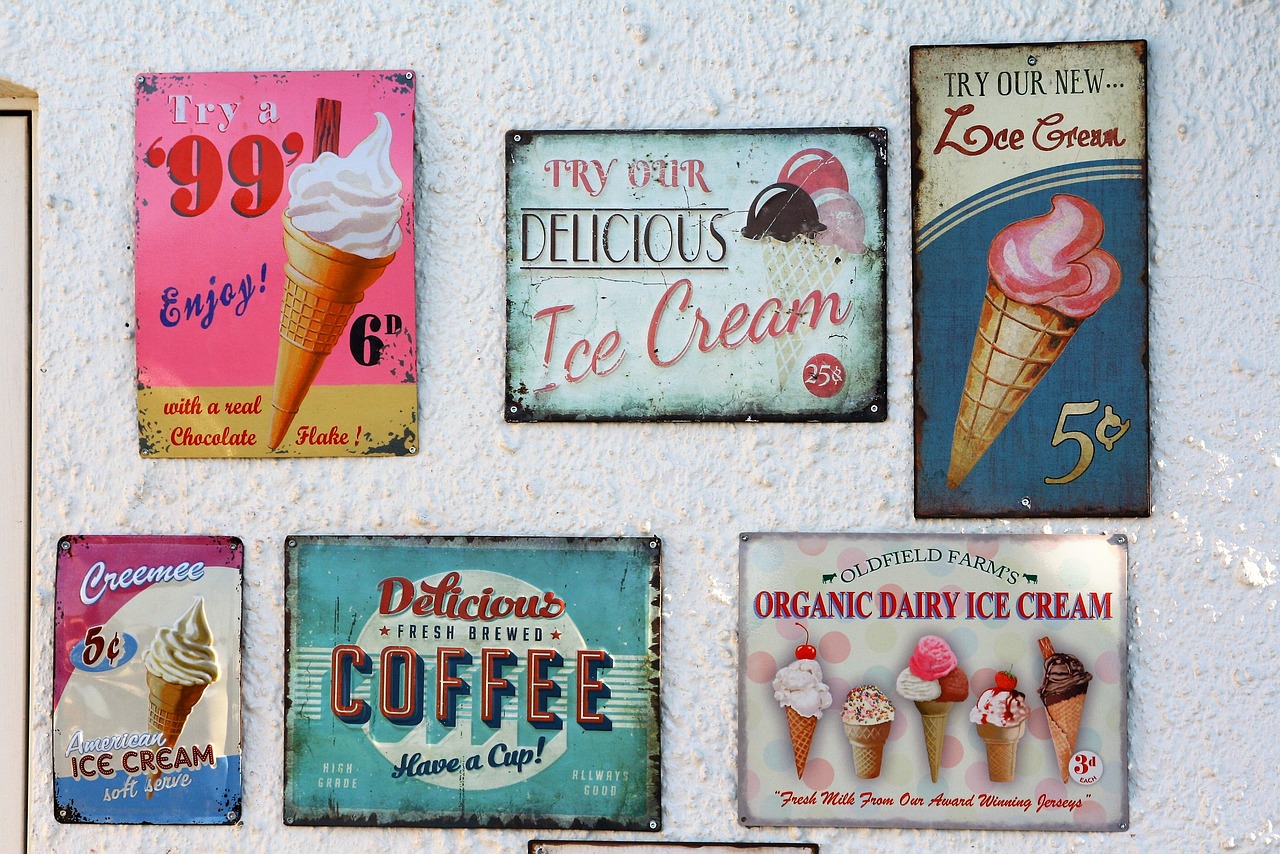 Try a
'99'
Enjoy!
6D
with a real
Chocolate Flake!
TRY OUR
DELICIOUS
Ice Cream
25¢
TRY OUR NEW...
Ice Cream
5¢
Creemee
5¢
American
ICE CREAM
soft serve
Delicious
FRESH BREWED
COFFEE
Have a Cup!
HIGH
GRADE
ALLWAYS
GOOD
OLDFIELD FARM'S
ORGANIC DAIRY ICE CREAM
3d
EACH
"Fresh Milk From Our Award Winning Jerseys"